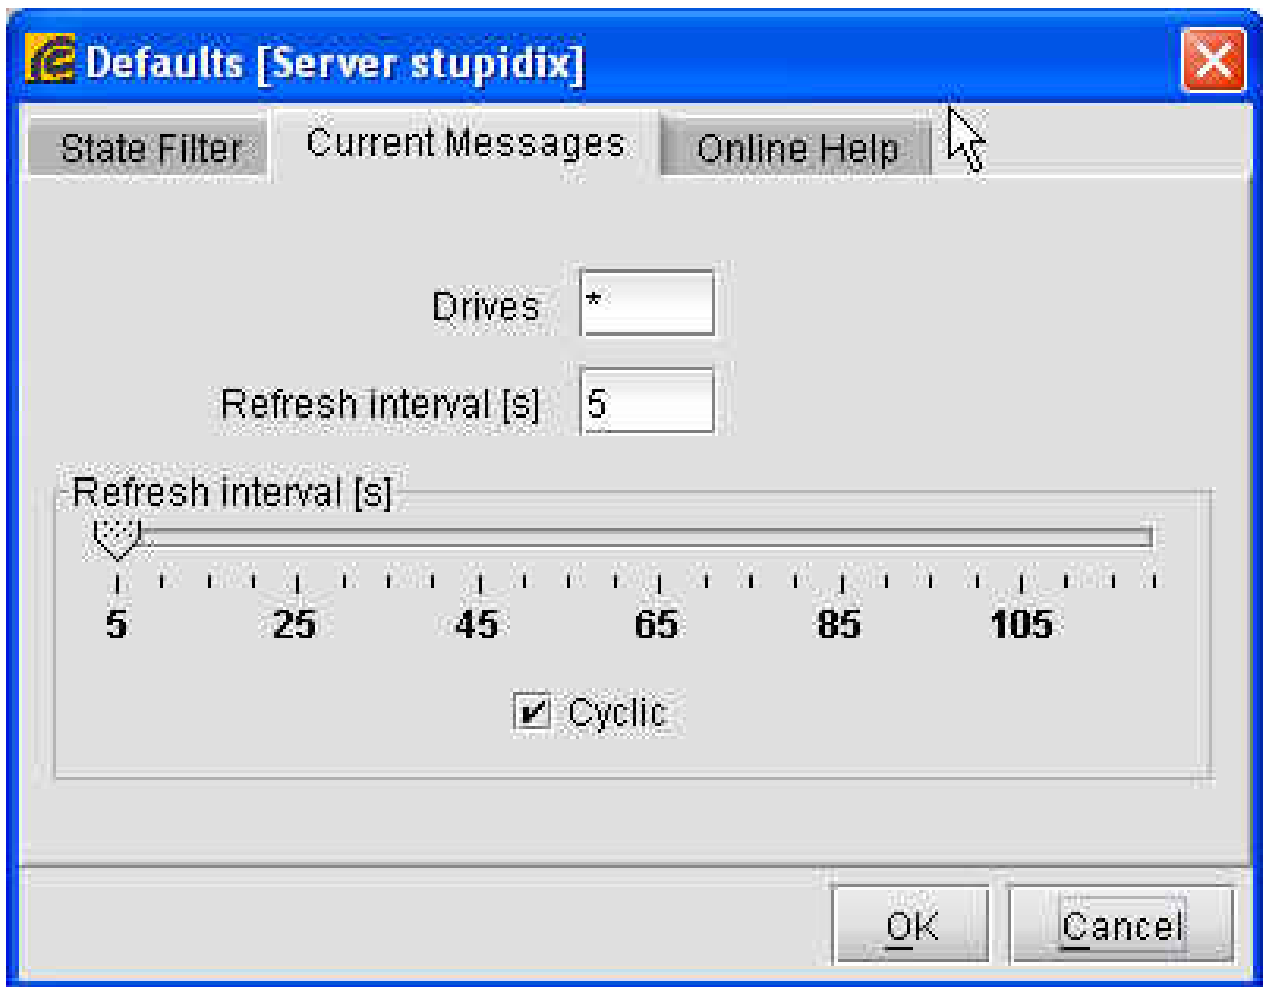 Defaults [Server stupidix]
State Filter Current Messages Online Help
Drives *
Refresh interval [s] 5
Refresh interval [s]
5 25 45 65 85 105
Cyclic
OK Cancel